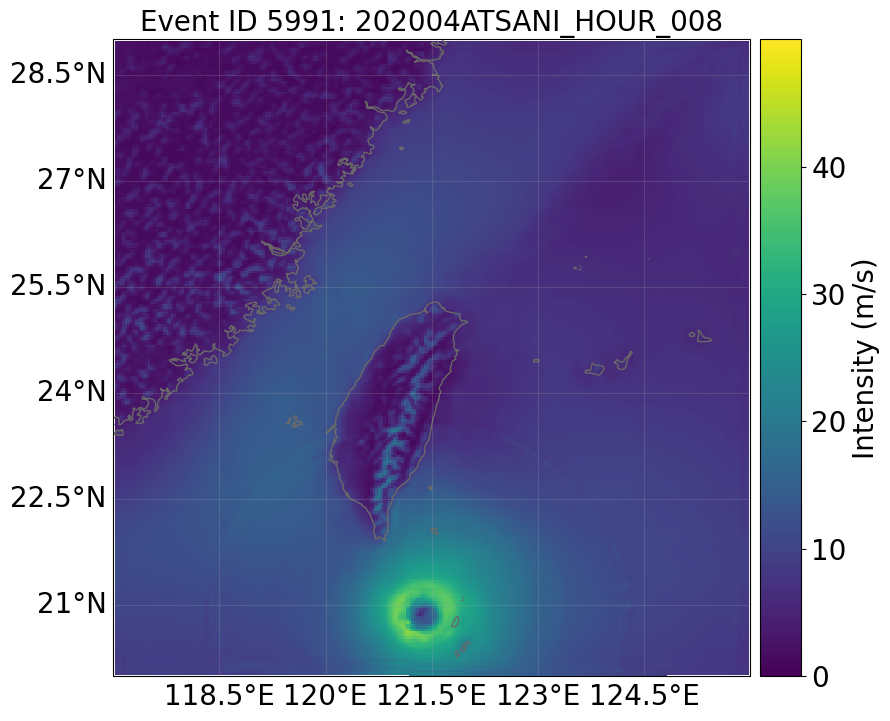 Event ID 5991: 202004ATSANI_HOUR_008
28.5°N
27°N
25.5°N
24°N
22.5°N
21°N
118.5°E 120°E 121.5°E 123°E 124.5°E
40
30
20
10
0
Intensity (m/s)